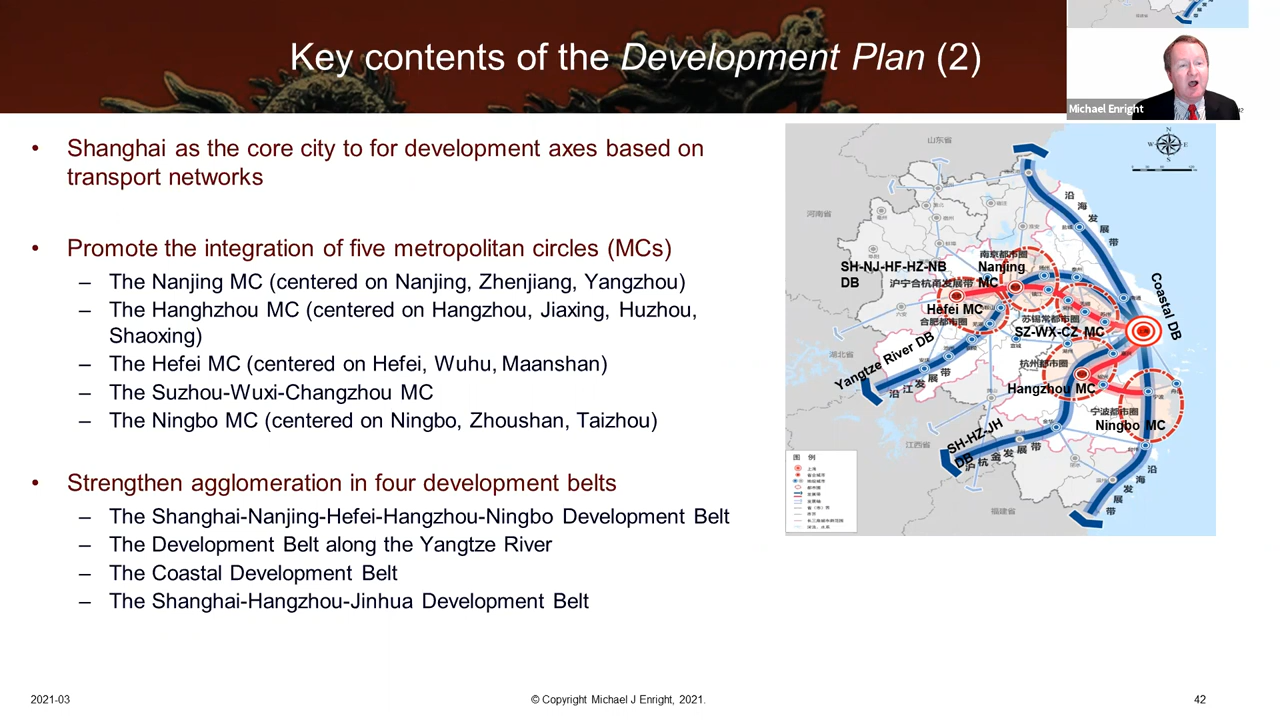 Key contents of the Development Plan (2)
Michael Enright
• Shanghai as the core city to for development axes based on
transport networks
• Promote the integration of five metropolitan circles (MCs)
– The Nanjing MC (centered on Nanjing, Zhenjiang, Yangzhou)
– The Hanghzhou MC (centered on Hangzhou, Jiaxing, Huzhou,
Shaoxing)
– The Hefei MC (centered on Hefei, Wuhu, Maanshan)
– The Suzhou-Wuxi-Changzhou MC
– The Ningbo MC (centered on Ningbo, Zhoushan, Taizhou)
• Strengthen agglomeration in four development belts
– The Shanghai-Nanjing-Hefei-Hangzhou-Ningbo Development Belt
– The Development Belt along the Yangtze River
– The Coastal Development Belt
– The Shanghai-Hangzhou-Jinhua Development Belt
山东省
N
W
E
S
河南省
沿海发展带
南京都市圈
SH-NJ-HF-HZ-NB
DB
Nanjing
MC
沪宁合杭甬发展带
Coastal DB
Hefei MC
合肥都市圈
苏锡常都市圈
SZ-WX-CZ MC
湖北省
Yangtze River DB
沿江发展带
杭州都市圈
Hangzhou MC
宁波都市圈
Ningbo MC
江西省
SH-HZ-JH
DB
沪杭金发展带
沿海发展带
图 例
福建省
2021-03
© Copyright Michael J Enright, 2021.
42